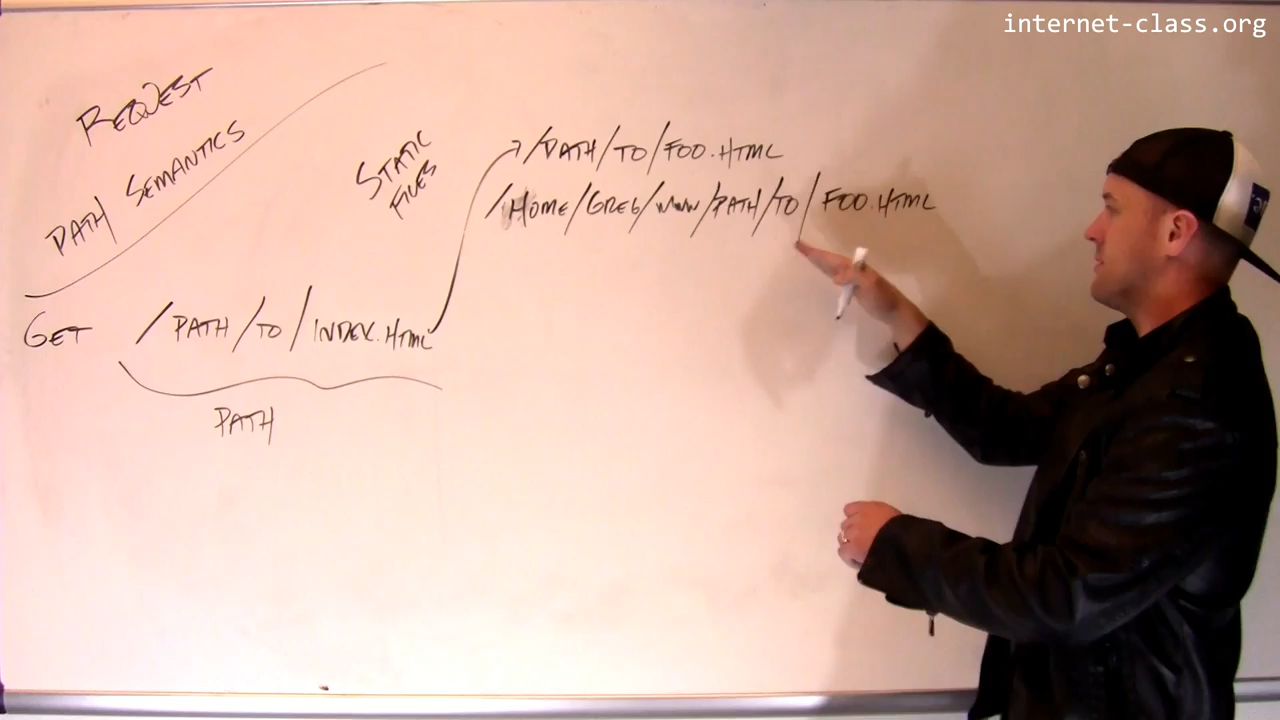 internet-class.org
REQUEST
PATH SEMANTICS
STATIC
FILES
/PATH/TO/FOO.HTML
/HOME/GREG/WWW/PATH/TO/FOO.HTML
GET /PATH/TO/INDEX.HTML
PATH